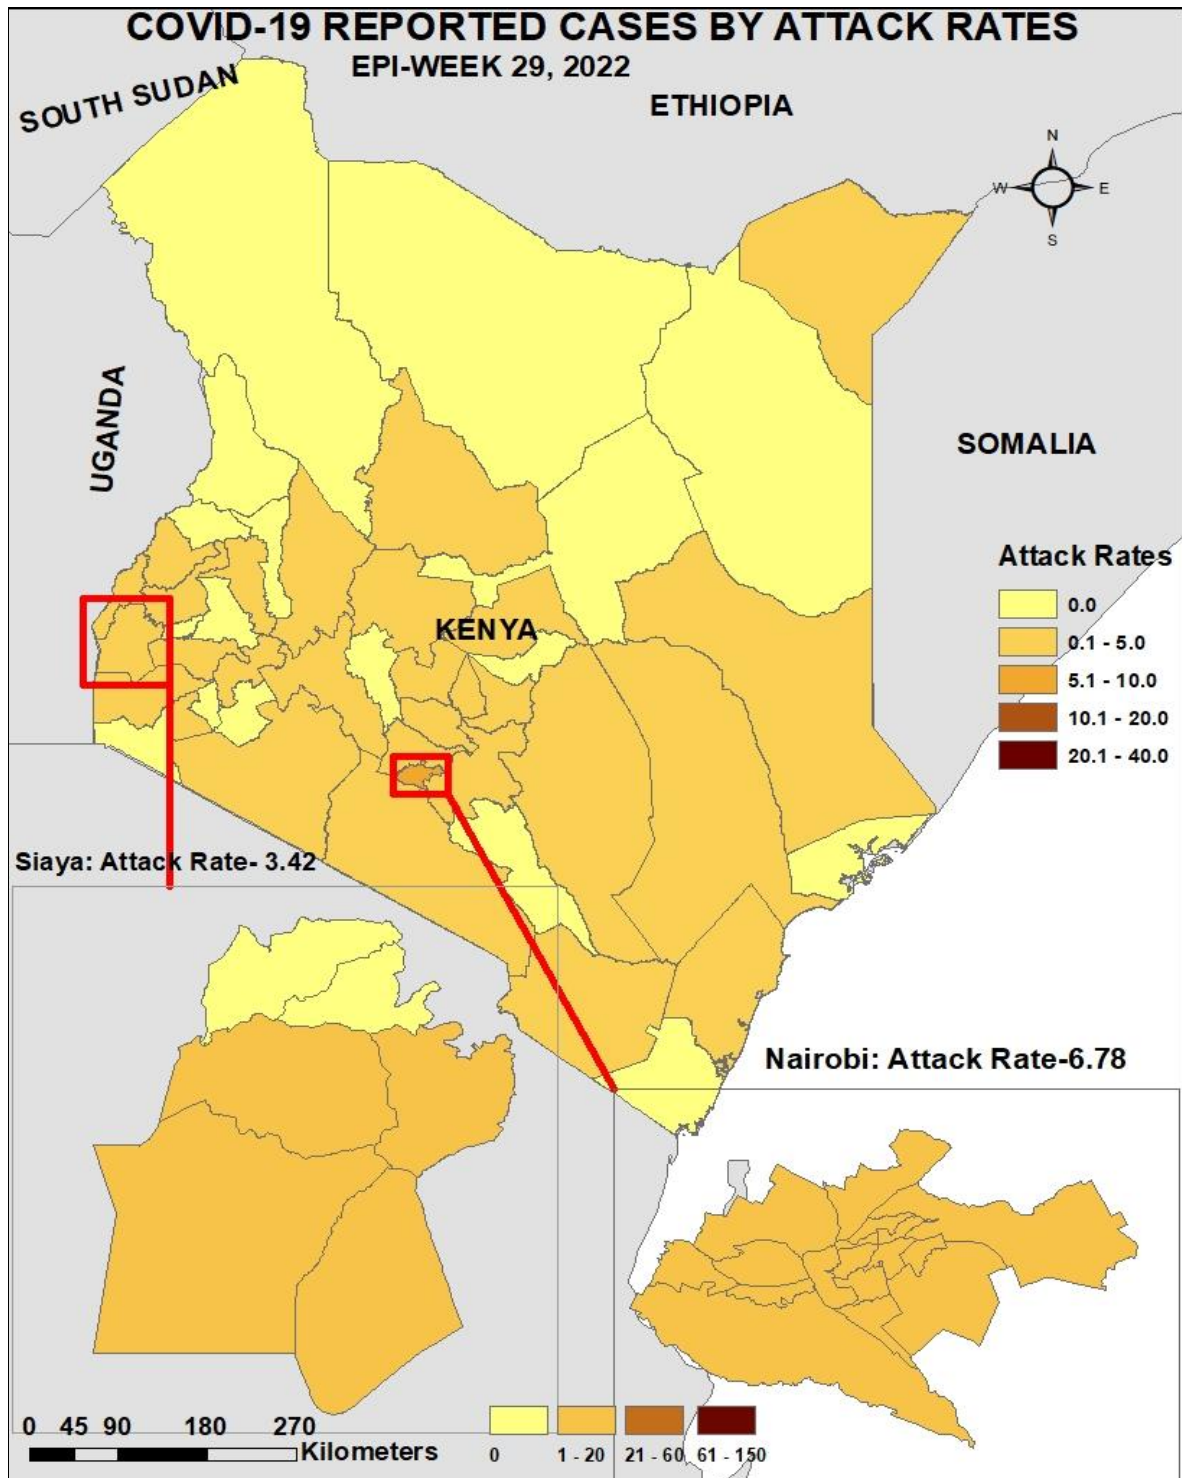 COVID-19 REPORTED CASES BY ATTACK RATES
EPI-WEEK 29, 2022
SOUTH SUDAN
ETHIOPIA
N
W
E
S
UGANDA
SOMALIA
Attack Rates
0.0
0.1 - 5.0
5.1 - 10.0
10.1 - 20.0
20.1 - 40.0
KENYA
Siaya: Attack Rate- 3.42
Nairobi: Attack Rate-6.78
0 45 90 180 270
Kilometers
0 1 - 20 21 - 60 61 - 150